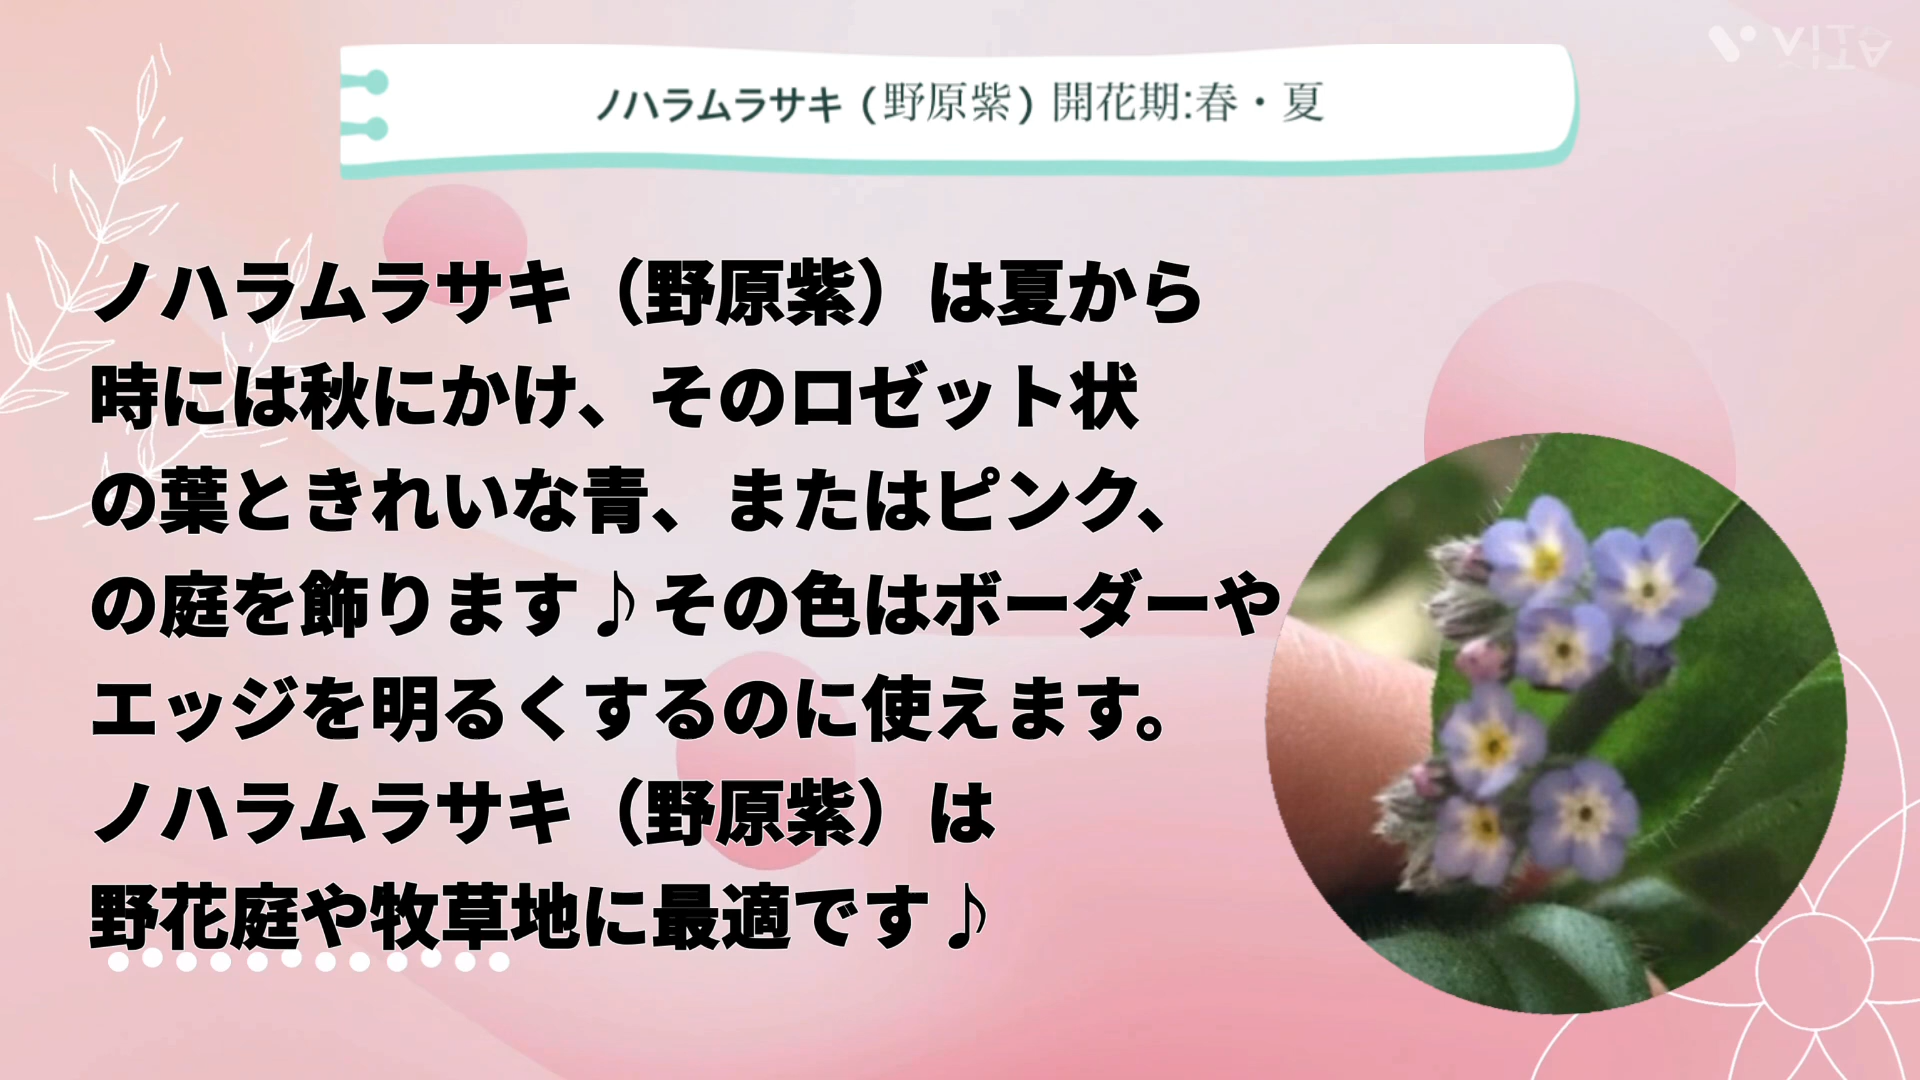 VITA
ノハラムラサキ (野原紫) 開花期:春・夏
ノハラムラサキ（野原紫）は夏から
時には秋にかけ、そのロゼット状
の葉ときれいな青、またはピンク、
の庭を飾ります♪その色はボーダーや
エッジを明るくするのに使えます。
ノハラムラサキ（野原紫）は
野花庭や牧草地に最適です♪